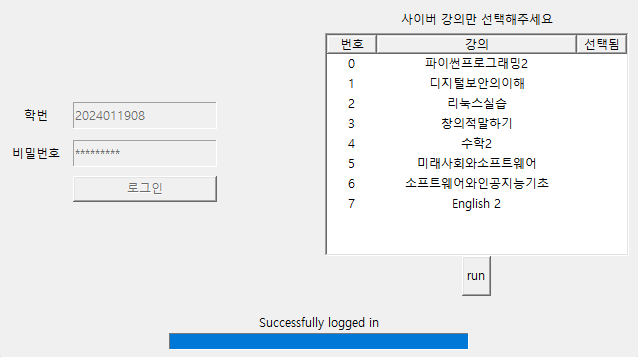 사이버 강의만 선택해주세요
번호 강의 선택됨
0 파이썬프로그래밍2
1 디지털보안의이해
2 리눅스실습
3 창의적말하기
4 수학2
5 미래사회와소프트웨어
6 소프트웨어와인공지능기초
7 English 2
학번 2024011908
비밀번호 *********
로그인
run
Successfully logged in